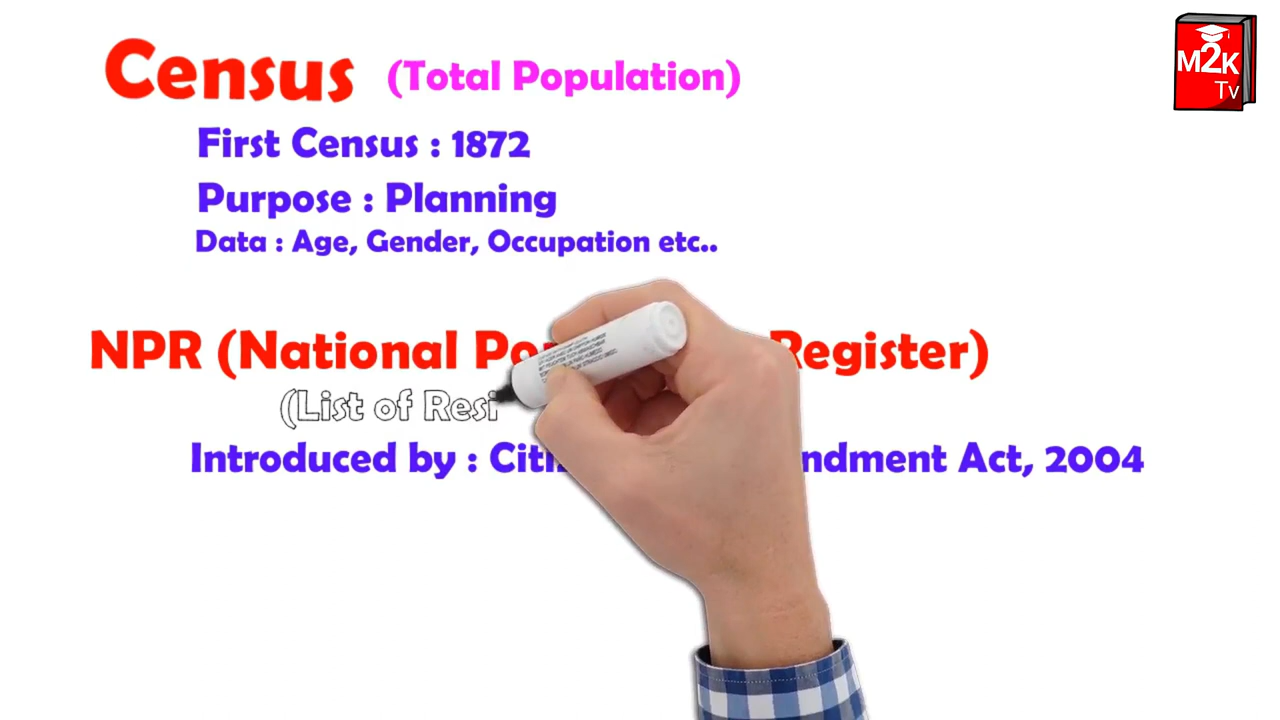 Census (Total Population)
First Census : 1872
Purpose : Planning
Data : Age, Gender, Occupation etc..
NPR (National Po Register)
(List of Resi
Introduced by : Citi ndment Act, 2004
M2K
Tv